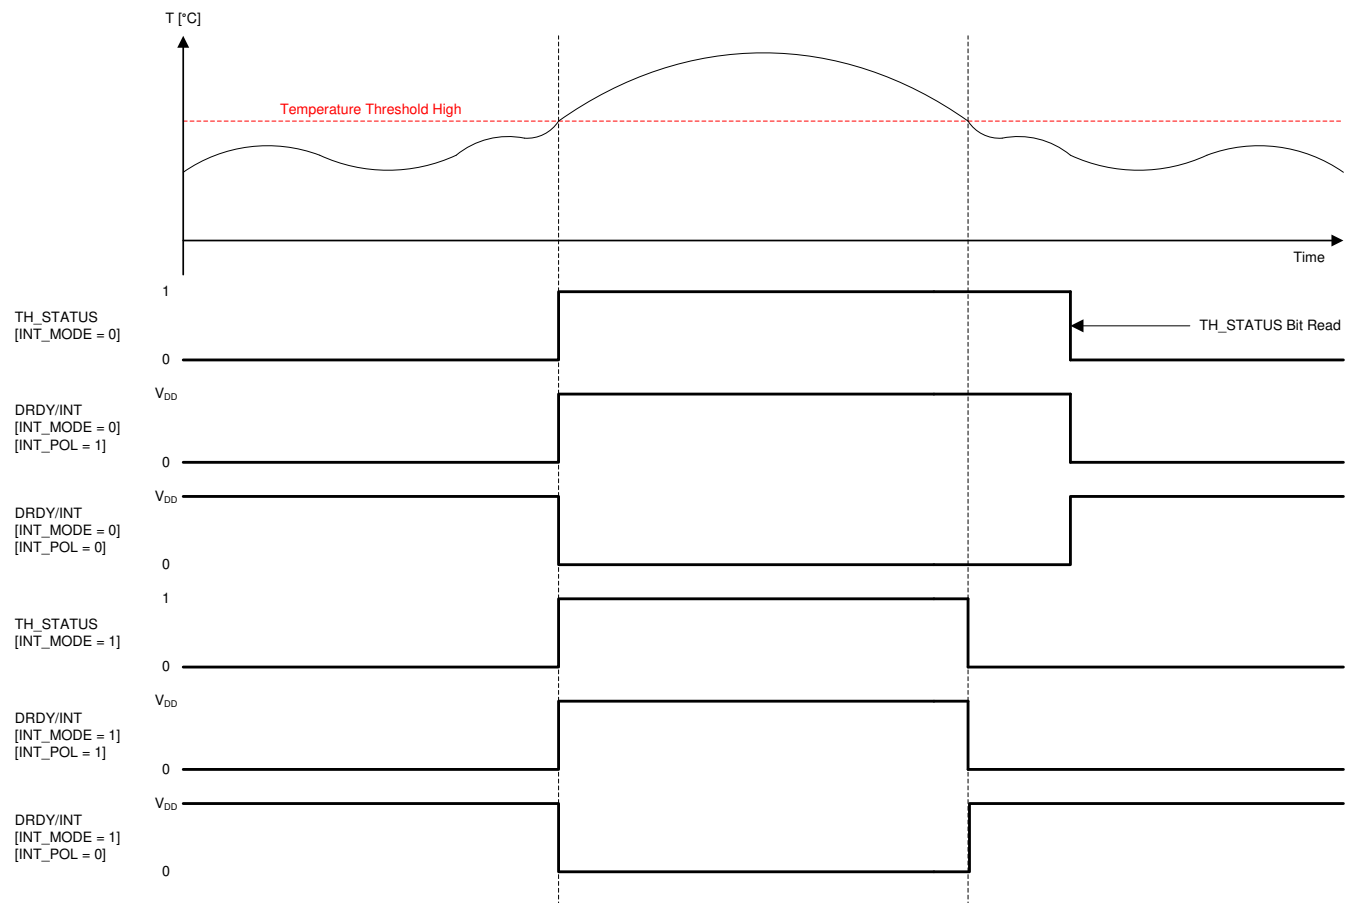 T [°C]
Temperature Threshold High
Time
1
TH_STATUS
[INT_MODE = 0]
TH_STATUS Bit Read
0
VDD
DRDY/INT
[INT_MODE = 0]
[INT_POL = 1]
0
VDD
DRDY/INT
[INT_MODE = 0]
[INT_POL = 0]
0
1
TH_STATUS
[INT_MODE = 1]
0
VDD
DRDY/INT
[INT_MODE = 1]
[INT_POL = 1]
0
VDD
DRDY/INT
[INT_MODE = 1]
[INT_POL = 0]
0